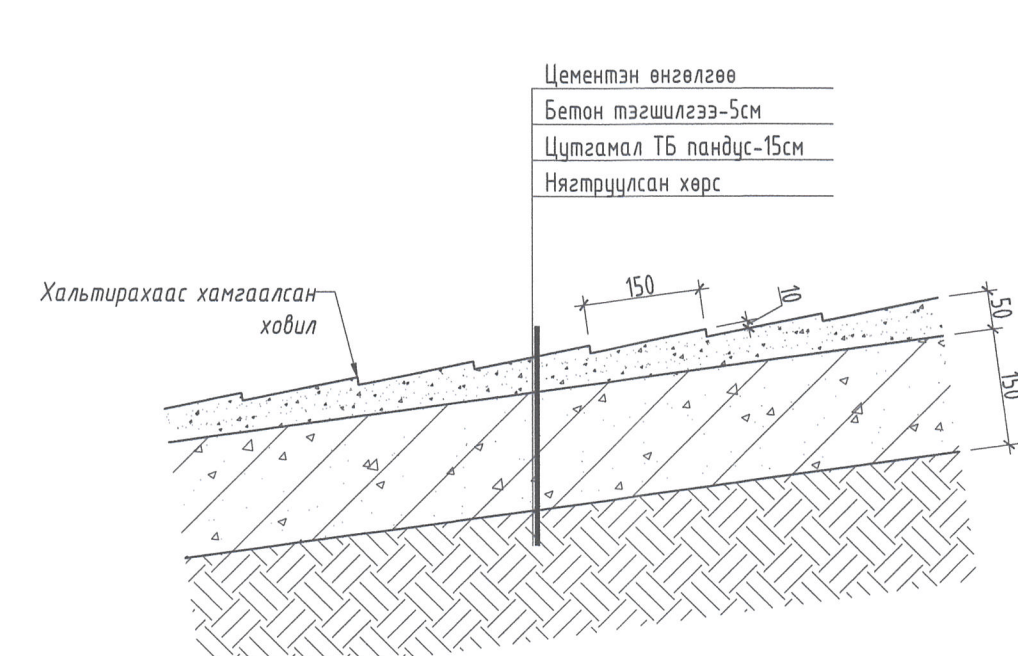 Цементэн өнгөлгөө
Бетон тэгшилгээ-5см
Цутгамал ТБ пандус-15см
Нягтруулсан хөрс
Хальтирахаас хамгаалсан
ховил
150
10
50
150